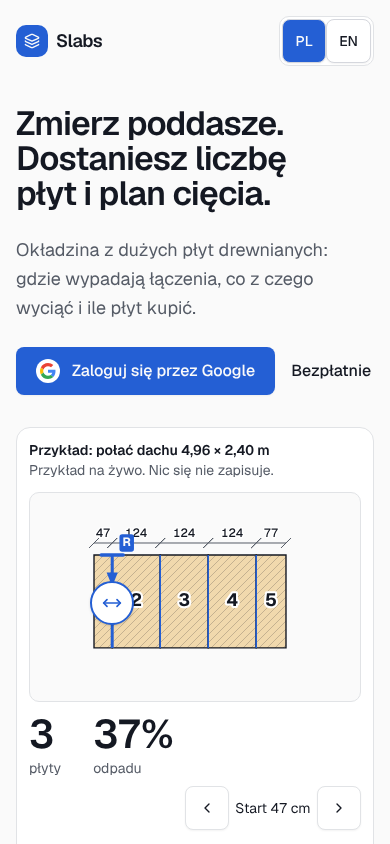 Slabs
PL EN
Zmierz poddasze.
Dostaniesz liczbę
płyt i plan cięcia.
Okładzina z dużych płyt drewnianych:
gdzie wypadają łączenia, co z czego
wyciąć i ile płyt kupić.
Zaloguj się przez Google Bezpłatnie
Przykład: połać dachu 4,96 × 2,40 m
Przykład na żywo. Nic się nie zapisuje.
47 124 124 124 77
R
2 3 4 5
3 37%
płyty odpadu
Start 47 cm